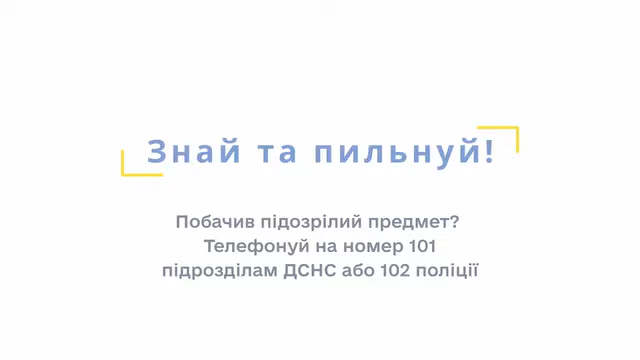 Знай та пильнуй!
Побачив підозрілий предмет?
Телефонуй на номер 101
підрозділам ДСНС або 102 поліції